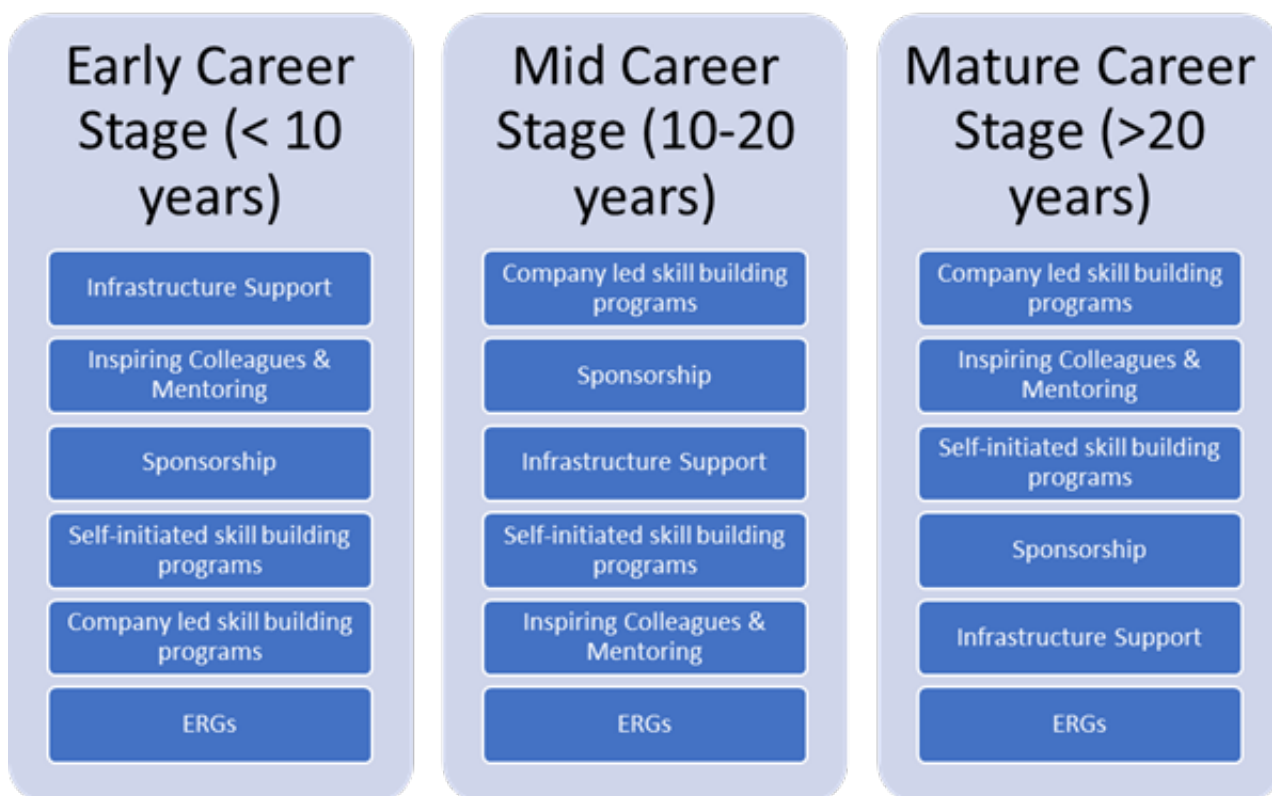 Early Career
Stage (< 10
years)
Infrastructure Support
Inspiring Colleagues &
Mentoring
Sponsorship
Self-initiated skill building
programs
Company led skill building
programs
ERGs
Mid Career
Stage (10-20
years)
Company led skill building
programs
Sponsorship
Infrastructure Support
Self-initiated skill building
programs
Inspiring Colleagues &
Mentoring
ERGs
Mature Career
Stage (>20
years)
Company led skill building
programs
Inspiring Colleagues &
Mentoring
Self-initiated skill building
programs
Sponsorship
Infrastructure Support
ERGs